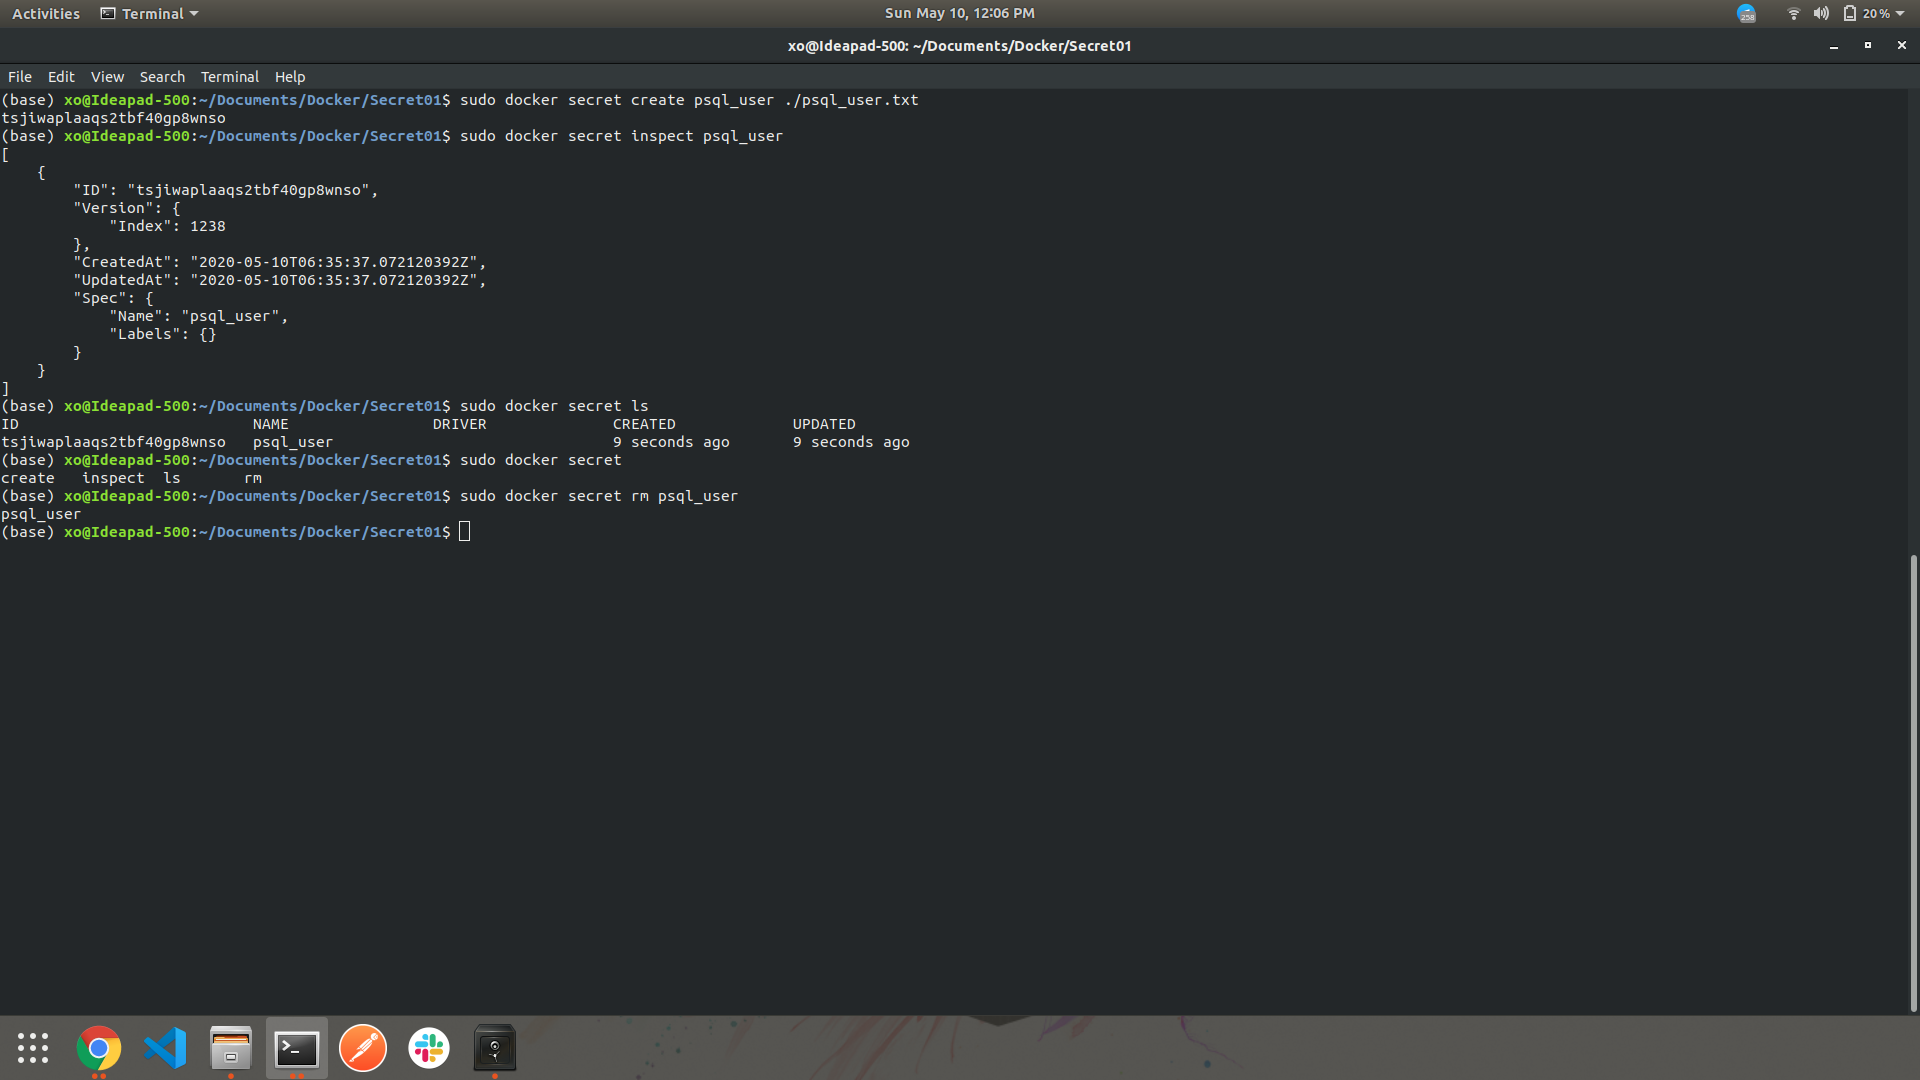 Activities Terminal Sun May 10, 12:06 PM 258 20 %
xo@Ideapad-500: ~/Documents/Docker/Secret01
File Edit View Search Terminal Help
(base) xo@Ideapad-500:~/Documents/Docker/Secret01$ sudo docker secret create psql_user ./psql_user.txt
tsjiwaplaaqs2tbf40gp8wnso
(base) xo@Ideapad-500:~/Documents/Docker/Secret01$ sudo docker secret inspect psql_user
[
    {
        "ID": "tsjiwaplaaqs2tbf40gp8wnso",
        "Version": {
            "Index": 1238
        },
        "CreatedAt": "2020-05-10T06:35:37.072120392Z",
        "UpdatedAt": "2020-05-10T06:35:37.072120392Z",
        "Spec": {
            "Name": "psql_user",
            "Labels": {}
        }
    }
]
(base) xo@Ideapad-500:~/Documents/Docker/Secret01$ sudo docker secret ls
ID                          NAME                DRIVER              CREATED             UPDATED
tsjiwaplaaqs2tbf40gp8wnso   psql_user                               9 seconds ago       9 seconds ago
(base) xo@Ideapad-500:~/Documents/Docker/Secret01$ sudo docker secret
create   inspect  ls       rm
(base) xo@Ideapad-500:~/Documents/Docker/Secret01$ sudo docker secret rm psql_user
psql_user
(base) xo@Ideapad-500:~/Documents/Docker/Secret01$